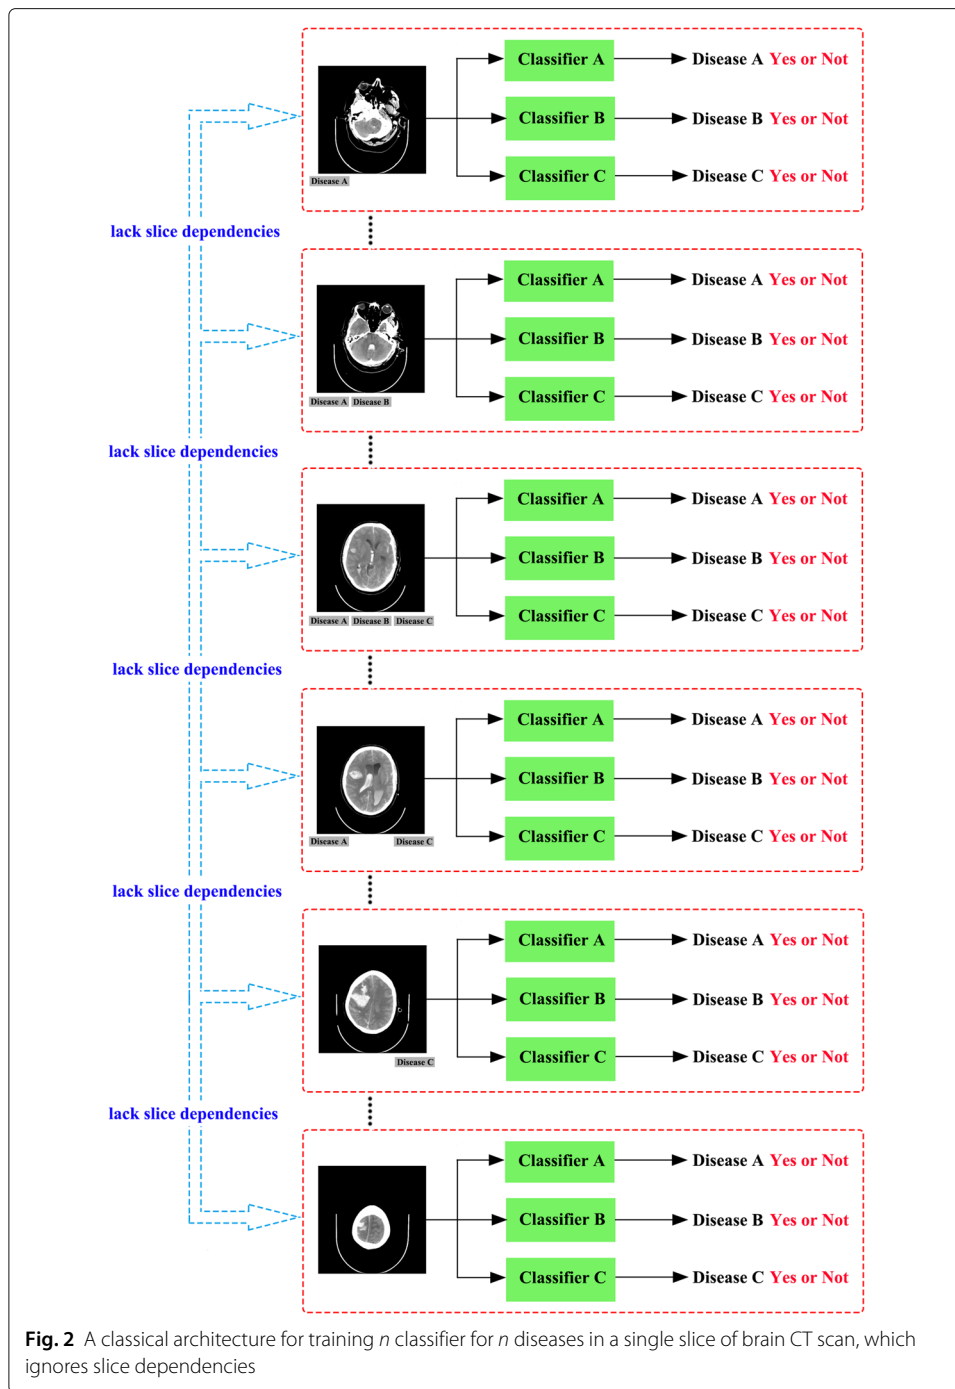 Classifier A Disease A Yes or Not
Classifier B Disease B Yes or Not
Classifier C Disease C Yes or Not
Disease A
lack slice dependencies
Classifier A Disease A Yes or Not
Classifier B Disease B Yes or Not
Classifier C Disease C Yes or Not
Disease A Disease B
lack slice dependencies
Classifier A Disease A Yes or Not
Classifier B Disease B Yes or Not
Classifier C Disease C Yes or Not
Disease A Disease B Disease C
lack slice dependencies
Classifier A Disease A Yes or Not
Classifier B Disease B Yes or Not
Classifier C Disease C Yes or Not
Disease A Disease C
lack slice dependencies
Classifier A Disease A Yes or Not
Classifier B Disease B Yes or Not
Classifier C Disease C Yes or Not
Disease C
lack slice dependencies
Classifier A Disease A Yes or Not
Classifier B Disease B Yes or Not
Classifier C Disease C Yes or Not
Fig. 2 A classical architecture for training n classifier for n diseases in a single slice of brain CT scan, which
ignores slice dependencies